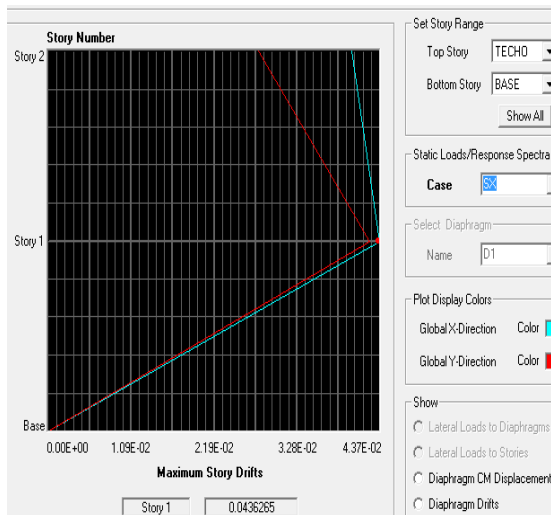 Story Number
Story 2
Story 1
Base
0.00E+00 1.09E-02 2.19E-02 3.28E-02 4.37E-02
Maximum Story Drifts
Story 1 0.0436265
Set Story Range
Top Story TECHO
Bottom Story BASE
Show All
Static Loads/Response Spectra
Case SX
Select Diaphragm
Name D1
Plot Display Colors
Global X-Direction Color
Global Y-Direction Color
Show
Lateral Loads to Diaphragms
Lateral Loads to Stories
Diaphragm CM Displacement
Diaphragm Drifts